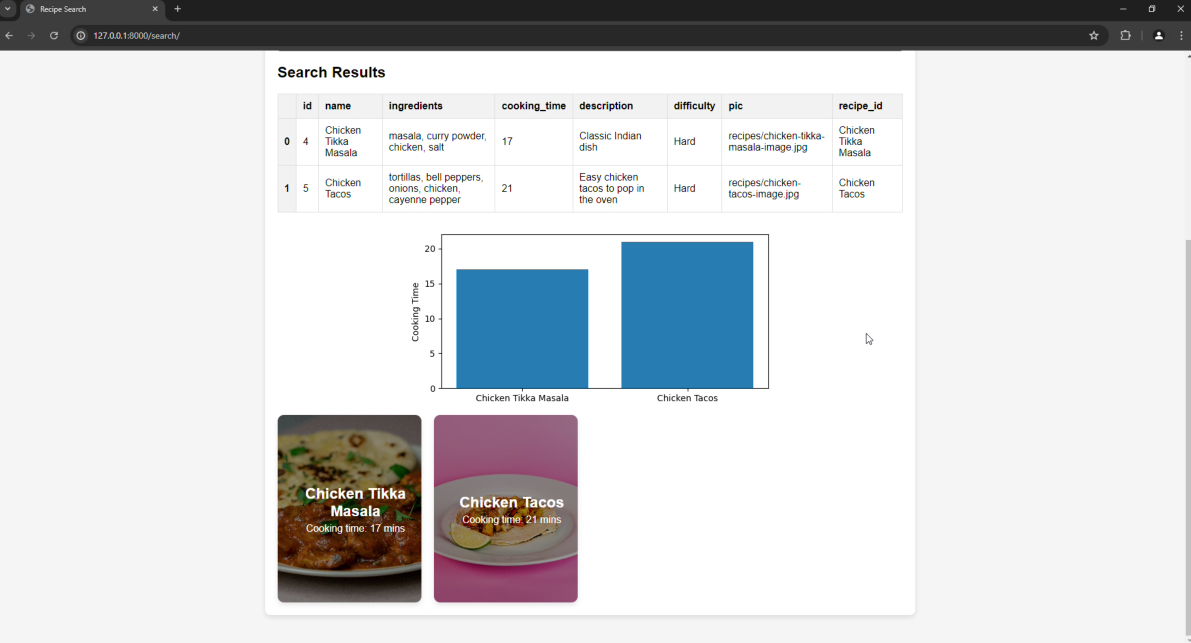 Recipe Search
127.0.0.1:8000/search/
Search Results
id name ingredients cooking_time description difficulty pic recipe_id
0 4 Chicken Tikka Masala masala, curry powder, chicken, salt 17 Classic Indian dish Hard recipes/chicken-tikka-masala-image.jpg Chicken Tikka Masala
1 5 Chicken Tacos tortillas, bell peppers, onions, chicken, cayenne pepper 21 Easy chicken tacos to pop in the oven Hard recipes/chicken-tacos-image.jpg Chicken Tacos
20
15
10
5
0
Cooking Time
Chicken Tikka Masala Chicken Tacos
Chicken Tikka
Masala
Cooking time: 17 mins
Chicken Tacos
Cooking time: 21 mins